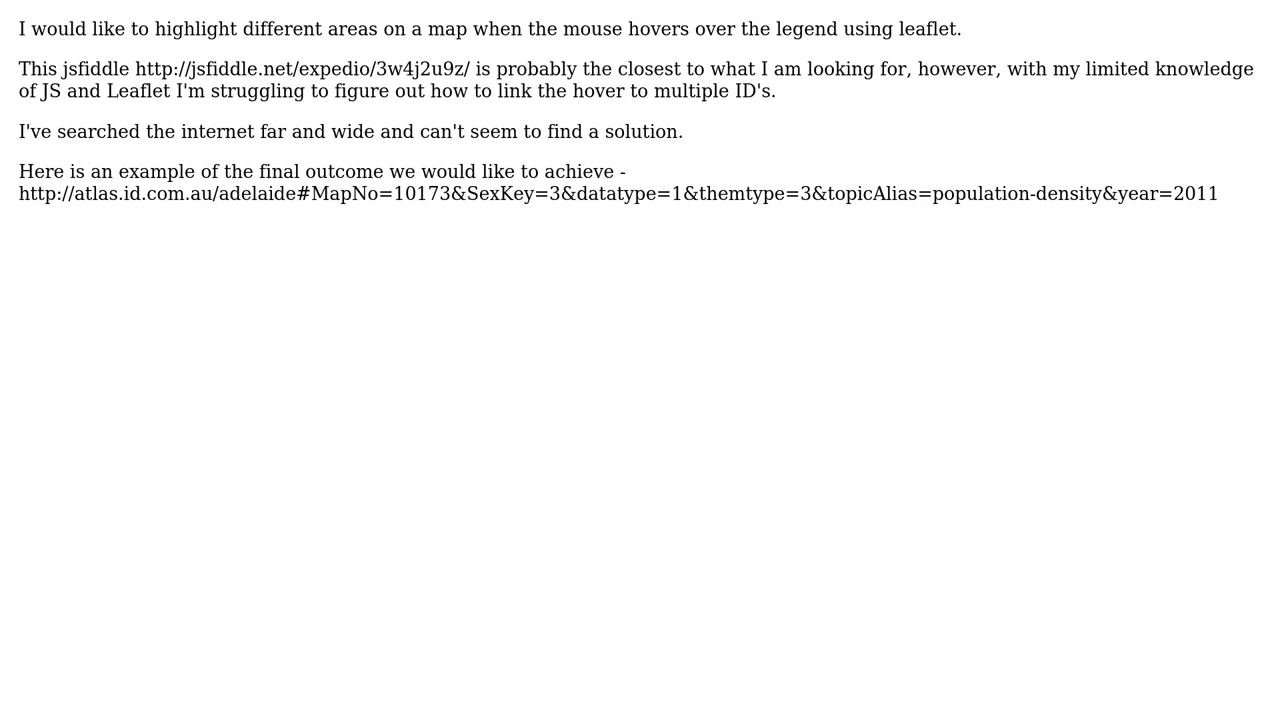 I would like to highlight different areas on a map when the mouse hovers over the legend using leaflet.
This jsfiddle http://jsfiddle.net/expedio/3w4j2u9z/ is probably the closest to what I am looking for, however, with my limited knowledge
of JS and Leaflet I'm struggling to figure out how to link the hover to multiple ID's.
I've searched the internet far and wide and can't seem to find a solution.
Here is an example of the final outcome we would like to achieve -
http://atlas.id.com.au/adelaide#MapNo=10173&SexKey=3&datatype=1&themtype=3&topicAlias=population-density&year=2011